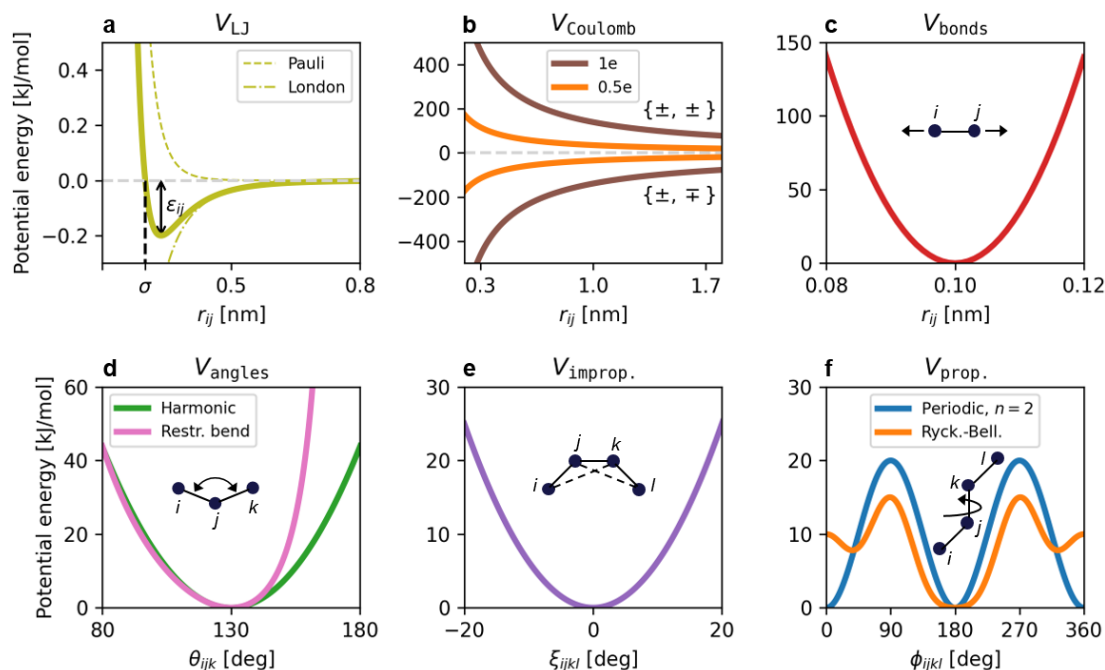 a V_LJ
Potential energy [kJ/mol]
0.4
0.2
0.0
−0.2
Pauli
London
ε_ij
σ 0.5 0.8
r_ij [nm]
b V_Coulomb
400
200
0
−200
−400
1e
0.5e
{±, ±}
{±, ∓}
0.3 1.0 1.7
r_ij [nm]
c V_bonds
150
100
50
0
i j
0.08 0.10 0.12
r_ij [nm]
d V_angles
Potential energy [kJ/mol]
60
40
20
0
Harmonic
Restr. bend
i j k
80 130 180
θ_ijk [deg]
e V_improp.
30
20
10
0
j k
i l
−20 0 20
ξ_ijkl [deg]
f V_prop.
30
20
10
0
Periodic, n = 2
Ryck.-Bell.
l
k
j
i
0 90 180 270 360
ϕ_ijkl [deg]